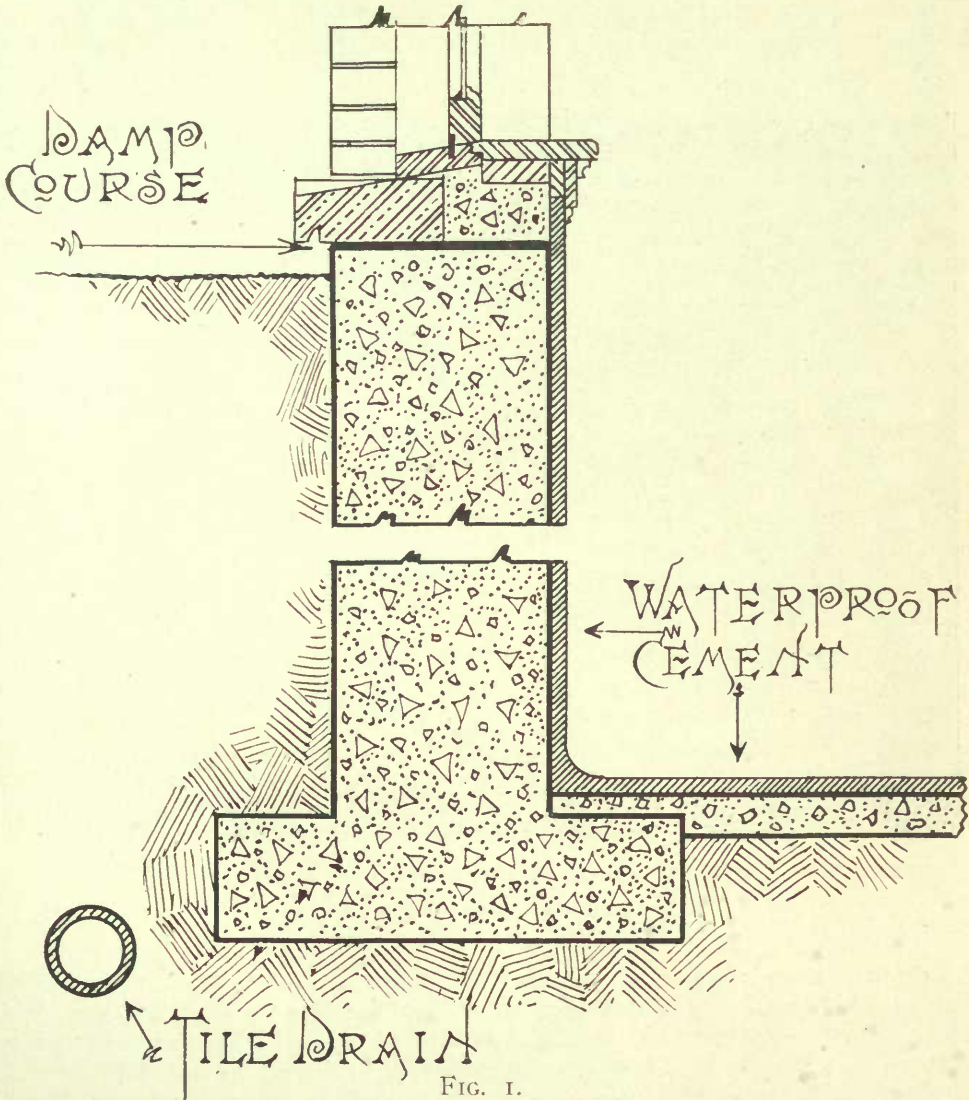 DAMP
COURSE
WATERPROOF
CEMENT
TILE DRAIN
FIG. 1.